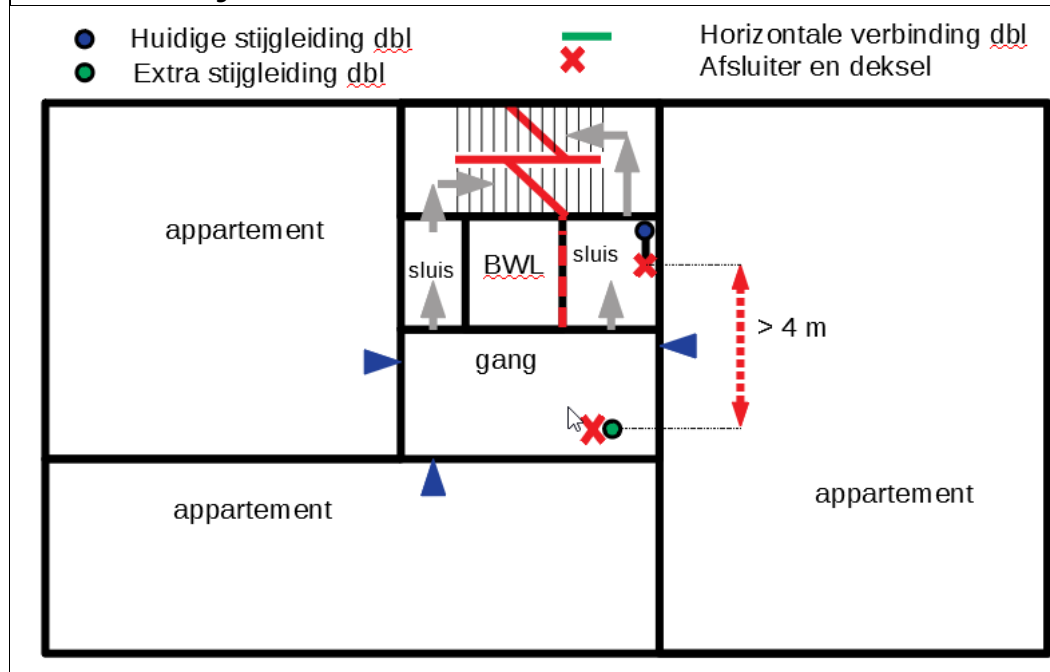 Huidige stijgleiding dbl
Extra stijgleiding dbl
Horizontale verbinding dbl
Afsluiter en deksel
appartement
sluis
BWL
sluis
gang
> 4 m
appartement
appartement